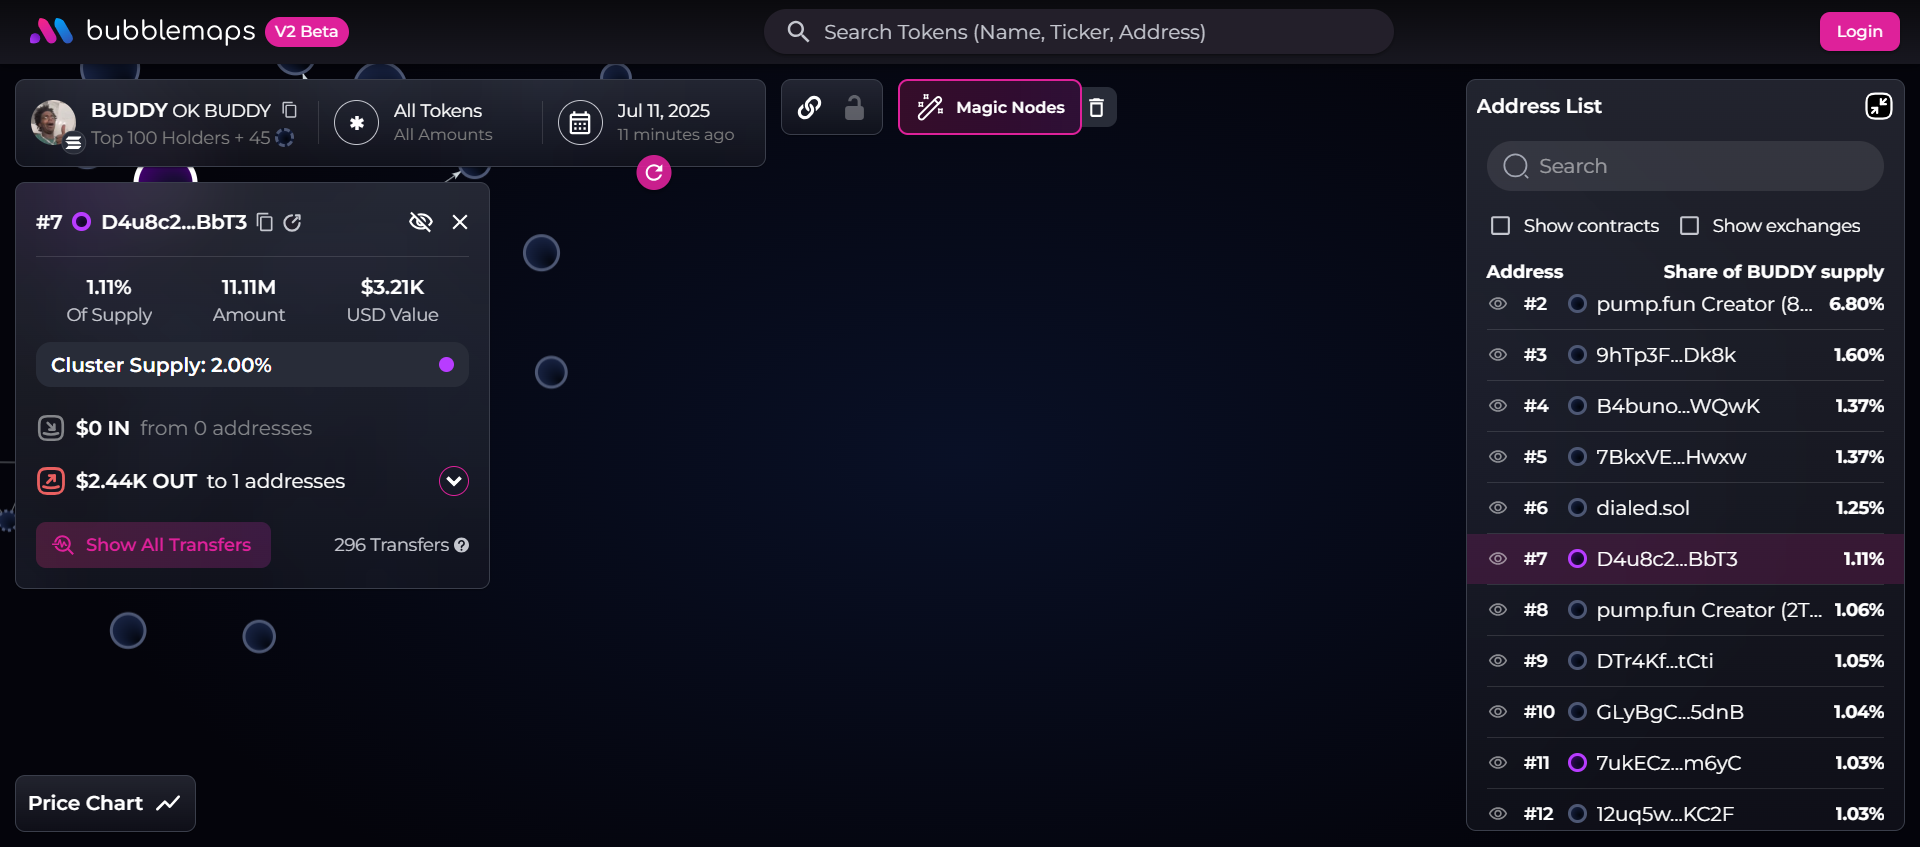 bubblemaps V2 Beta
Search Tokens (Name, Ticker, Address)
Login
BUDDY OK BUDDY
Top 100 Holders + 45
All Tokens
All Amounts
Jul 11, 2025
11 minutes ago
Magic Nodes
#7 D4u8c2...BbT3
1.11% 11.11M $3.21K
Of Supply Amount USD Value
Cluster Supply: 2.00%
$0 IN from 0 addresses
$2.44K OUT to 1 addresses
Show All Transfers 296 Transfers
Price Chart
Address List
Search
Show contracts Show exchanges
Address Share of BUDDY supply
#2 pump.fun Creator (8... 6.80%
#3 9hTp3F...Dk8k 1.60%
#4 B4buno...WQwK 1.37%
#5 7BkxVE...Hwxw 1.37%
#6 dialed.sol 1.25%
#7 D4u8c2...BbT3 1.11%
#8 pump.fun Creator (2T... 1.06%
#9 DTr4Kf...tCti 1.05%
#10 GLyBgC...5dnB 1.04%
#11 7ukECz...m6yC 1.03%
#12 12uq5w...KC2F 1.03%